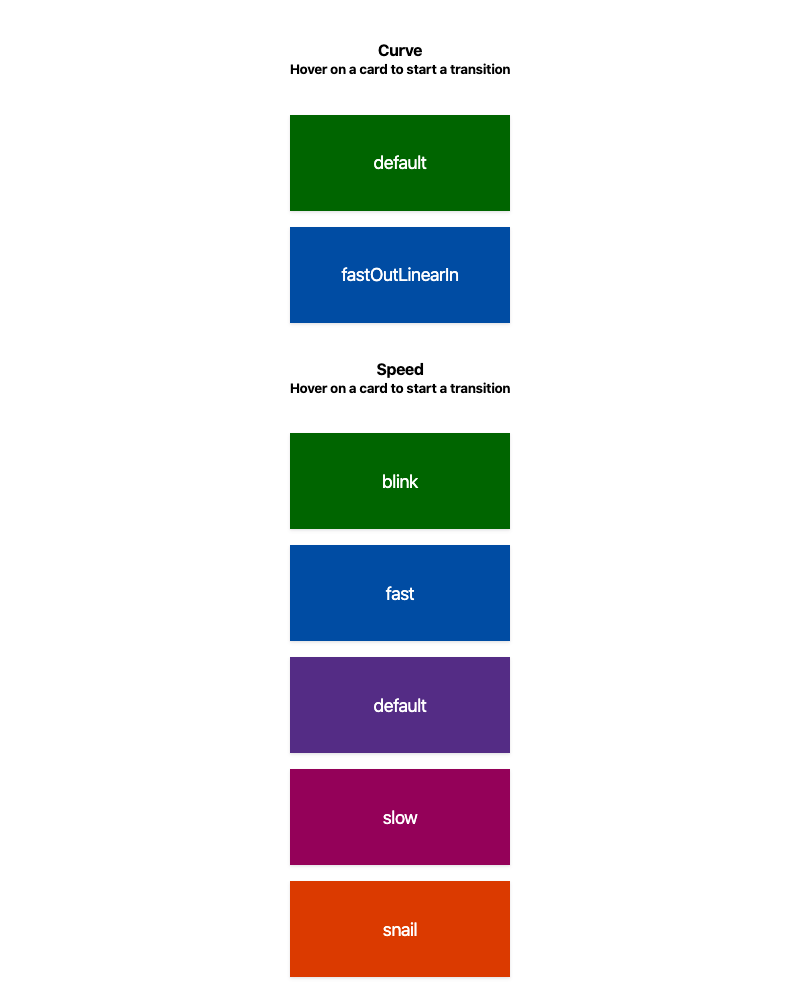 Curve
Hover on a card to start a transition
default
fastOutLinearIn
Speed
Hover on a card to start a transition
blink
fast
default
slow
snail